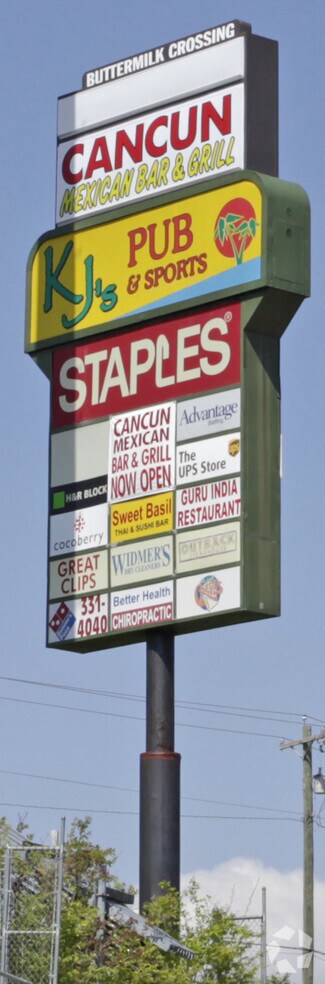 BUTTERMILK CROSSING
CANCUN
MEXICAN BAR & GRILL
KJ's
PUB
& SPORTS
STAPLES®
CANCUN
MEXICAN
BAR & GRILL
NOW OPEN
Advantage
Staffing
The
UPS Store
ups
H&R BLOCK
Sweet Basil
THAI & SUSHI BAR
GURU INDIA
RESTAURANT
cocoberry
GREAT
CLIPS
WIDMER'S
DRY CLEANERS
OUTBACK
331-
4040
Better Health
CHIROPRACTIC